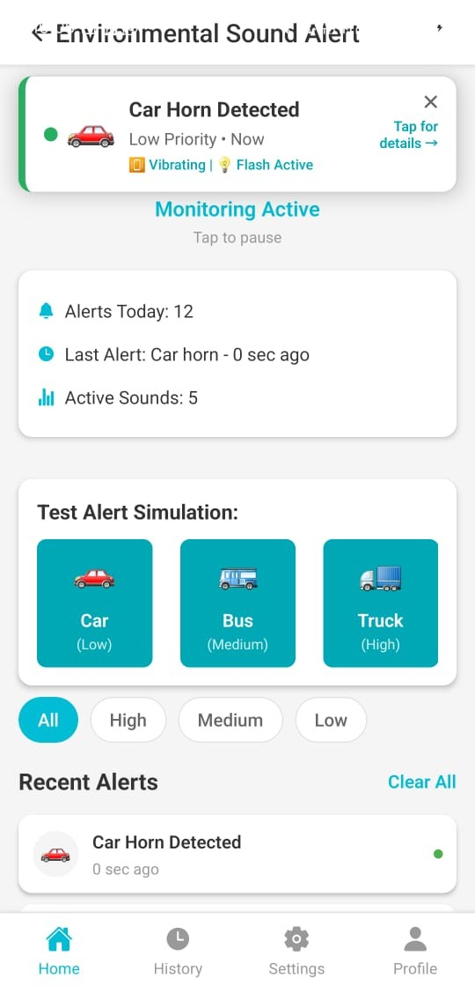 Environmental Sound Alert
Car Horn Detected
Low Priority • Now
Vibrating | Flash Active
Tap for
details →
Monitoring Active
Tap to pause
Alerts Today: 12
Last Alert: Car horn - 0 sec ago
Active Sounds: 5
Test Alert Simulation:
Car
(Low)
Bus
(Medium)
Truck
(High)
All
High
Medium
Low
Recent Alerts
Clear All
Car Horn Detected
0 sec ago
Home
History
Settings
Profile